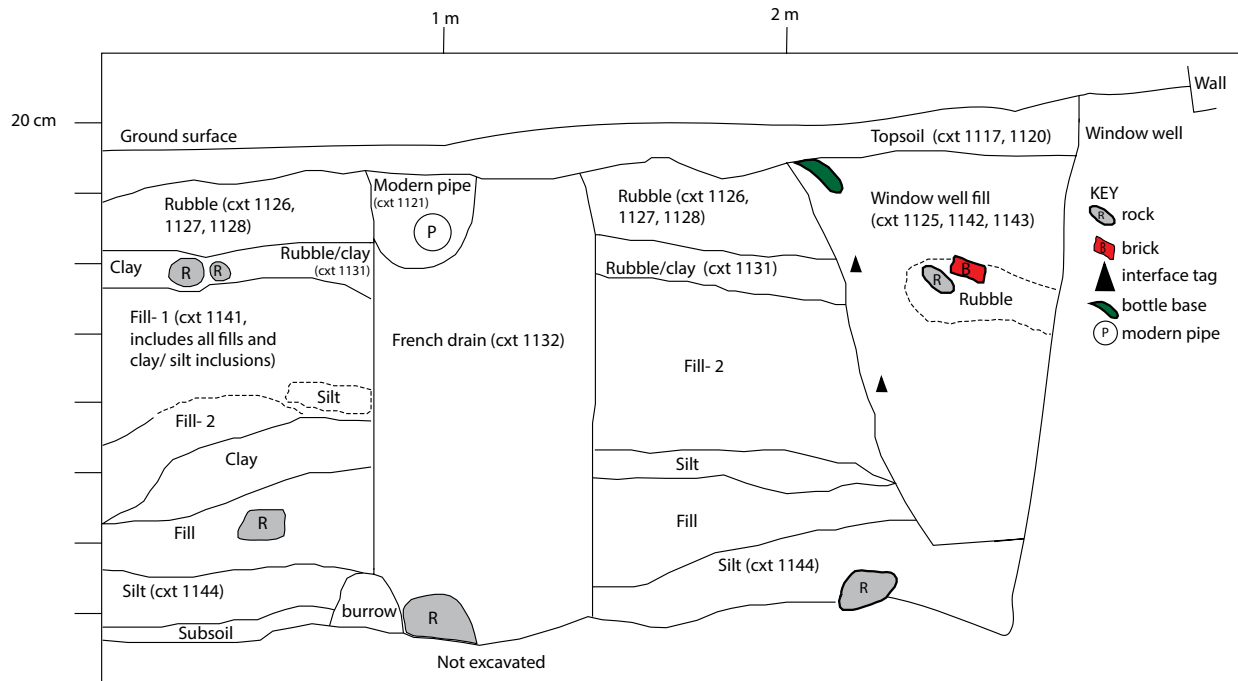 1 m
2 m
Wall
20 cm
Ground surface
Topsoil (cxt 1117, 1120)
Window well
Modern pipe
(cxt 1121)
P
Rubble (cxt 1126,
1127, 1128)
Rubble (cxt 1126,
1127, 1128)
Window well fill
(cxt 1125, 1142, 1143)
KEY
R rock
B brick
interface tag
bottle base
P modern pipe
Clay
R
R
Rubble/clay
(cxt 1131)
Rubble/clay (cxt 1131)
B
R
Rubble
Fill- 1 (cxt 1141,
includes all fills and
clay/ silt inclusions)
French drain (cxt 1132)
Fill- 2
Silt
Fill- 2
Clay
Silt
Fill
R
Fill
Silt (cxt 1144)
Silt (cxt 1144)
R
burrow
R
Subsoil
Not excavated